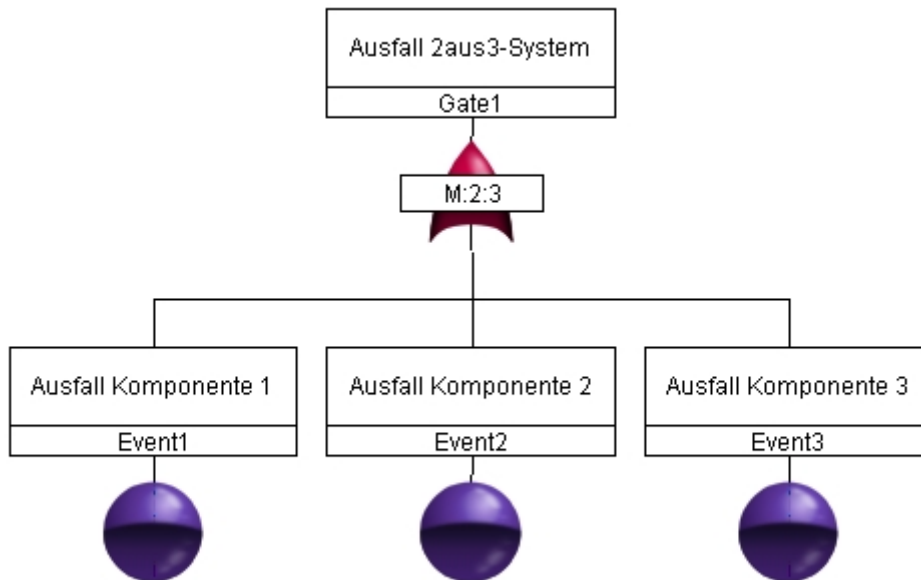 Ausfall 2aus3-System
Gate1
M:2:3
Ausfall Komponente 1
Event1
Ausfall Komponente 2
Event2
Ausfall Komponente 3
Event3